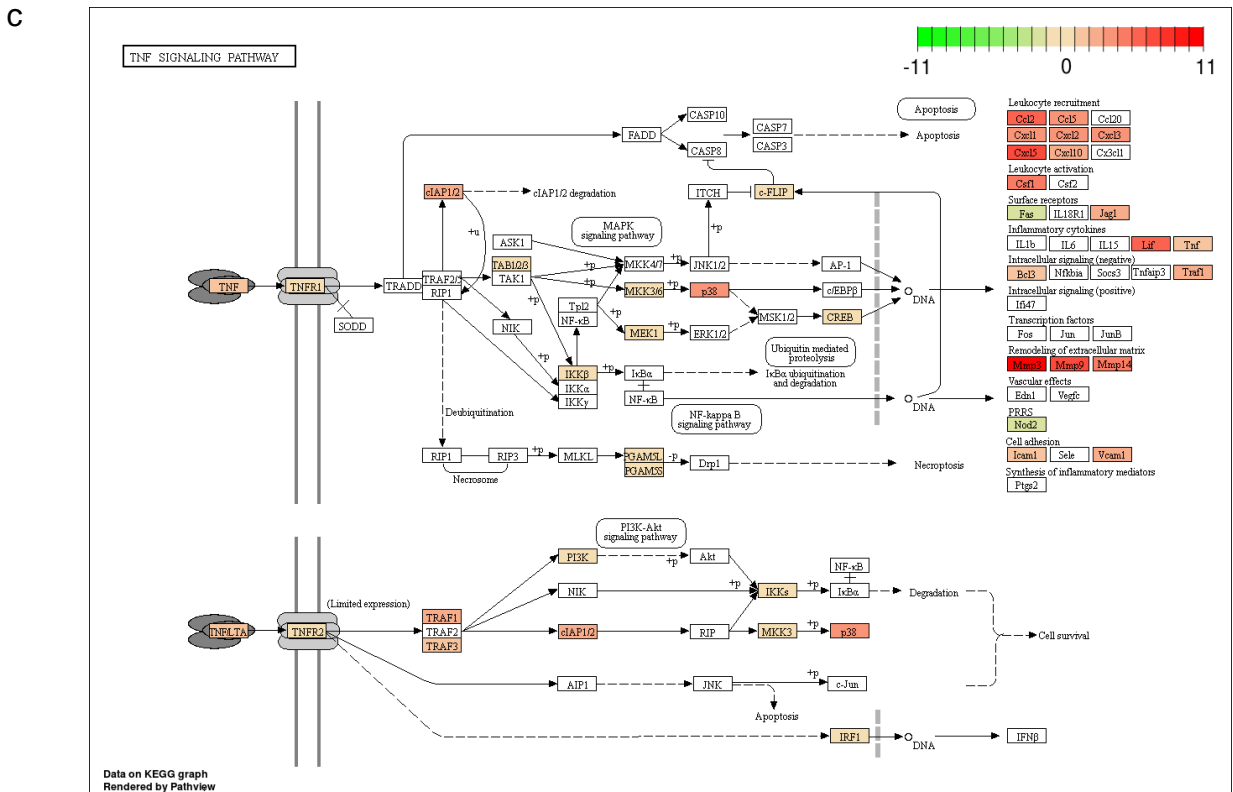 c
TNF SIGNALING PATHWAY
-11 0 11
Leukocyte recruitment
Ccl2 Ccl5 Ccl20
Cxcl1 Cxcl2 Cxcl3
Cxcl5 Cxcl10 Cx3cl1
Leukocyte activation
Csf1 Csf2
Surface receptors
Fas IL18R1 Jag1
Inflammatory cytokines
IL1b IL6 IL15 Lif Tnf
Intracellular signaling (negative)
Bcl3 Nfkbia Socs3 Tnfaip3 Traf1
Intracellular signaling (positive)
Ifi47
Transcription factors
Fos Jun JunB
Remodeling of extracellular matrix
Mmp3 Mmp9 Mmp14
Vascular effects
Edn1 Vegfc
PRRS
Nod2
Cell adhesion
Icam1 Sele Vcam1
Synthesis of inflammatory mediators
Ptgs2
Apoptosis
CASP10
CASP7
FADD
Apoptosis
CASP3
CASP8
cIAP1/2
cIAP1/2 degradation
ITCH
c-FLIP
+u
+p
MAPK
signaling pathway
ASK1
TAB1/2/3
TAK1
+p
+p
+p
MKK4/7
+p
JNK1/2
AP-1
TNF
TNFR1
SODD
TRADD
TRAF2/5
RIP1
MKK3/6
+p
p38
c/EBPβ
DNA
Tpl2
NF-κB
MSK1/2
CREB
NIK
+p
MEK1
+p
ERK1/2
Ubiquitin mediated
proteolysis
IKKβ
IKKα
IKKγ
+p
IκBα
NF-κB
IκBα ubiquitination
and degradation
DNA
NF-kappa B
signaling pathway
Deubiquitination
RIP1
RIP3
+p
MLKL
+p
PGAM5L
PGAM5S
-p
Drp1
Necroptosis
Necrosome
PI3K-Akt
signaling pathway
PI3K
+p
Akt
NF-κB
NIK
+p
IKKs
+p
IκBα
Degradation
(Limited expression)
TNF/LTA
TNFR2
TRAF1
TRAF2
TRAF3
cIAP1/2
RIP
MKK3
+p
p38
Cell survival
AIP1
JNK
+p
c-Jun
Apoptosis
IRF1
DNA
IFNβ
Data on KEGG graph
Rendered by Pathview